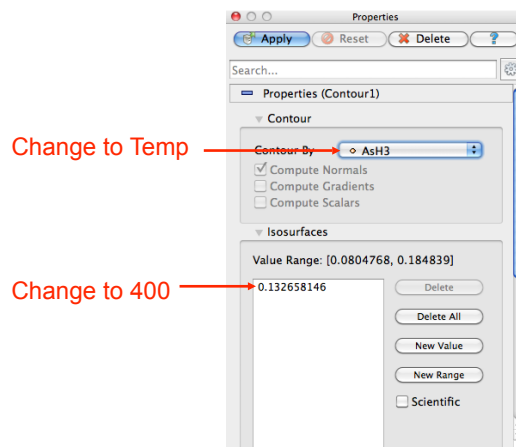 Properties
Apply Reset Delete ?
Search...
Properties (Contour1)
Contour
Change to Temp
Contour By AsH3
Compute Normals
Compute Gradients
Compute Scalars
Isosurfaces
Value Range: [0.0804768, 0.184839]
Change to 400
0.132658146
Delete
Delete All
New Value
New Range
Scientific